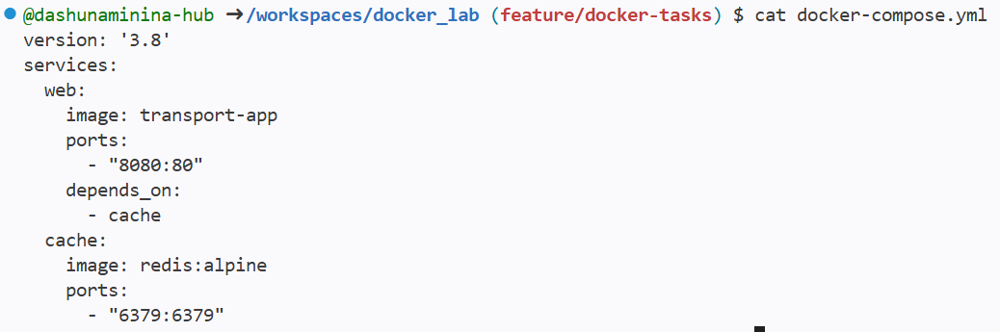 @dashunaminina-hub →/workspaces/docker_lab (feature/docker-tasks) $ cat docker-compose.yml
version: '3.8'
services:
  web:
    image: transport-app
    ports:
      - "8080:80"
    depends_on:
      - cache
  cache:
    image: redis:alpine
    ports:
      - "6379:6379"